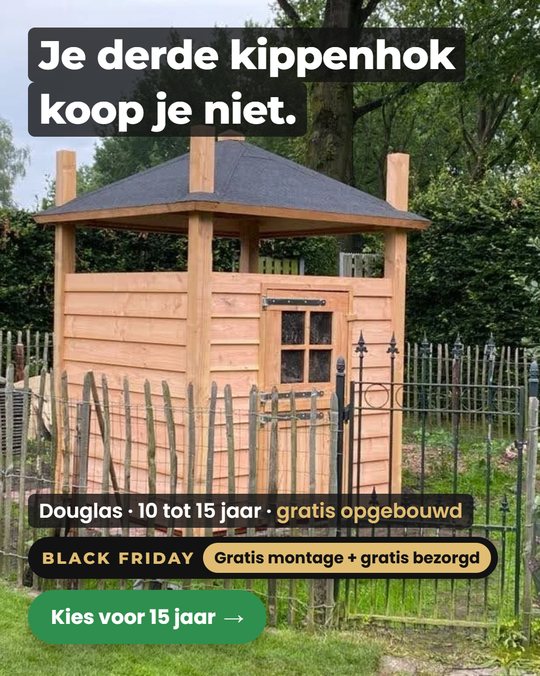 Je derde kippenhok
koop je niet.
Douglas · 10 tot 15 jaar · gratis opgebouwd
BLACK FRIDAY Gratis montage + gratis bezorgd
Kies voor 15 jaar →